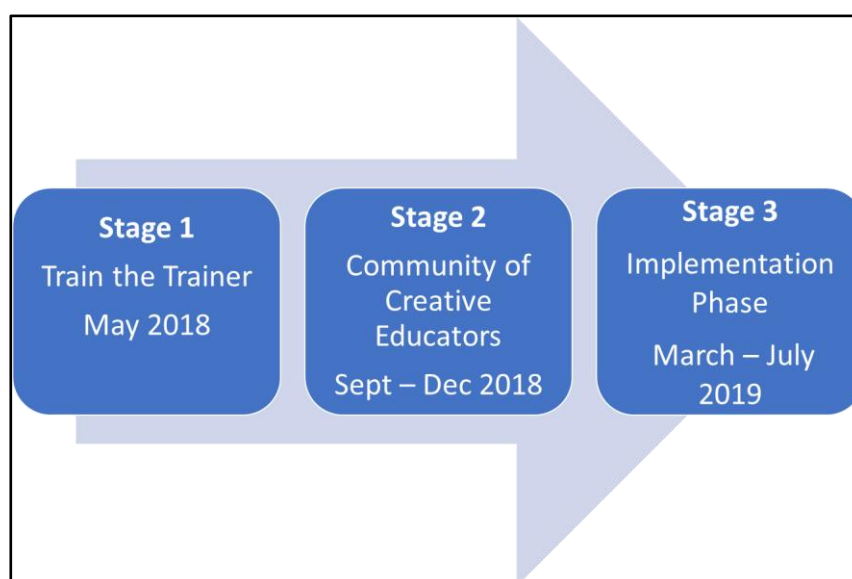 Stage 1
Train the Trainer
May 2018
Stage 2
Community of
Creative
Educators
Sept – Dec 2018
Stage 3
Implementation
Phase
March – July
2019